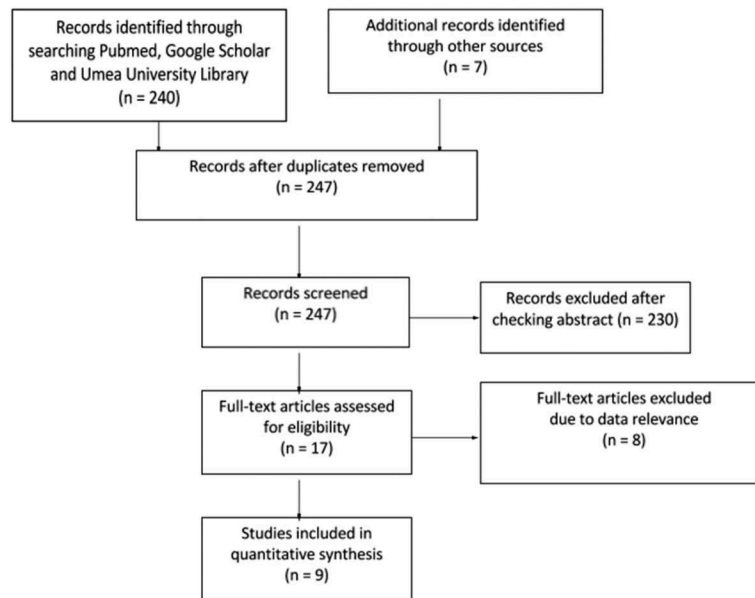 Records identified through
searching Pubmed, Google Scholar
and Umea University Library
(n = 240)
Additional records identified
through other sources
(n = 7)
Records after duplicates removed
(n = 247)
Records screened
(n = 247)
Records excluded after
checking abstract (n = 230)
Full-text articles assessed
for eligibility
(n = 17)
Full-text articles excluded
due to data relevance
(n = 8)
Studies included in
quantitative synthesis
(n = 9)